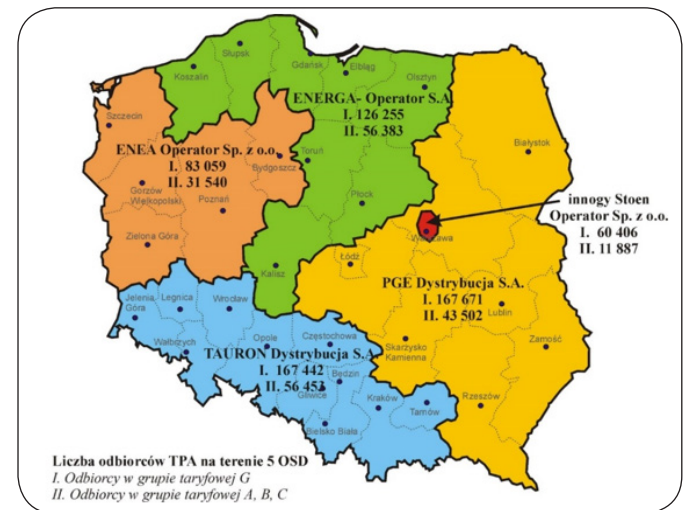 Słupsk
Koszalin
Gdańsk
Elbląg
Olsztyn
ENERGA- Operator S.A
I. 126 255
II. 56 383
Szczecin
ENEA Operator Sp. z o.o.
I. 83 059
II. 31 540
Bydgoszcz
Toruń
Białystok
Gorzów
Wielkopolski
Poznań
Płock
innogy Stoen
Operator Sp. z o.o.
I. 60 406
II. 11 887
Warszawa
Zielona Góra
Kalisz
Łódź
PGE Dystrybucja S.A.
I. 167 671
II. 43 502
Lublin
Jelenia
Góra
Legnica
Wrocław
Wałbrzych
Opole
Częstochowa
Skarżysko
Kamienna
Zamość
TAURON Dystrybucja S.A.
I. 167 442
II. 56 453
Będzin
Gliwice
Kraków
Tarnów
Rzeszów
Bielsko Biała
Liczba odbiorców TPA na terenie 5 OSD
I. Odbiorcy w grupie taryfowej G
II. Odbiorcy w grupie taryfowej A, B, C